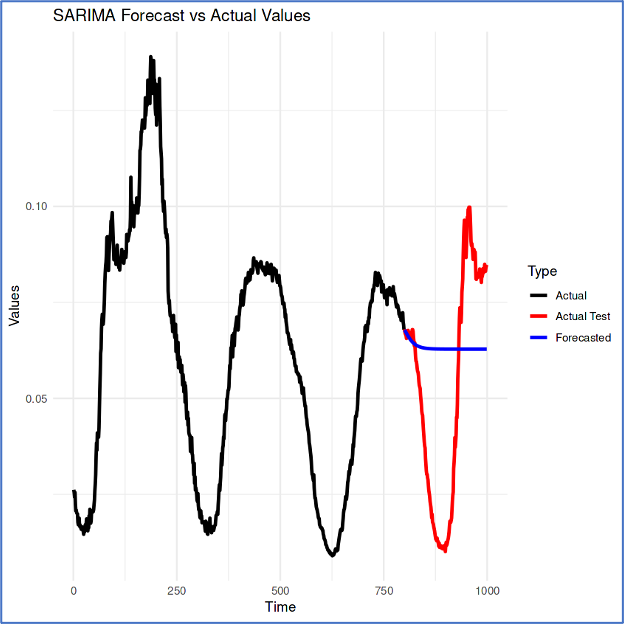 SARIMA Forecast vs Actual Values
Values
0.10
0.05
0
250
500
750
1000
Time
Type
Actual
Actual Test
Forecasted